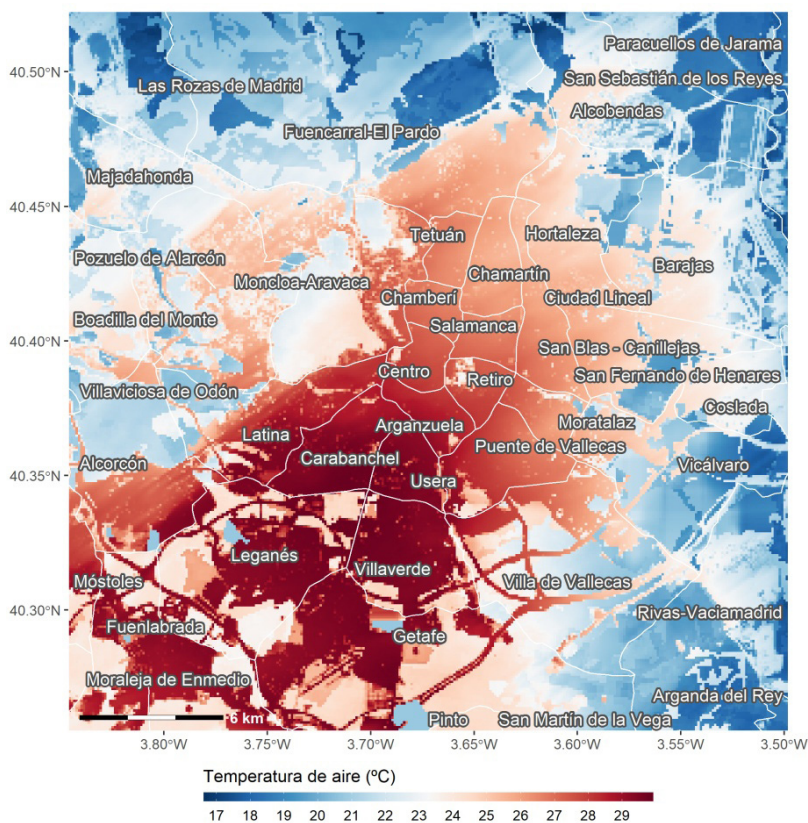 40.50°N
40.45°N
40.40°N
40.35°N
40.30°N
Paracuellos de Jarama
Las Rozas de Madrid
San Sebastián de los Reyes
Alcobendas
Fuencarral-El Pardo
Majadahonda
Tetuán
Hortaleza
Pozuelo de Alarcón
Barajas
Moncloa-Aravaca
Chamartín
Chamberí
Ciudad Lineal
Boadilla del Monte
Salamanca
San Blas - Canillejas
Centro
Retiro
San Fernando de Henares
Villaviciosa de Odón
Coslada
Arganzuela
Moratalaz
Latina
Puente de Vallecas
Carabanchel
Alcorcón
Vicálvaro
Usera
Leganés
Villaverde
Móstoles
Villa de Vallecas
Fuenlabrada
Rivas-Vaciamadrid
Getafe
Moraleja de Enmedio
Arganda del Rey
6 km
Pinto
San Martín de la Vega
3.80°W 3.75°W 3.70°W 3.65°W 3.60°W 3.55°W 3.50°W
Temperatura de aire (ºC)
17 18 19 20 21 22 23 24 25 26 27 28 29